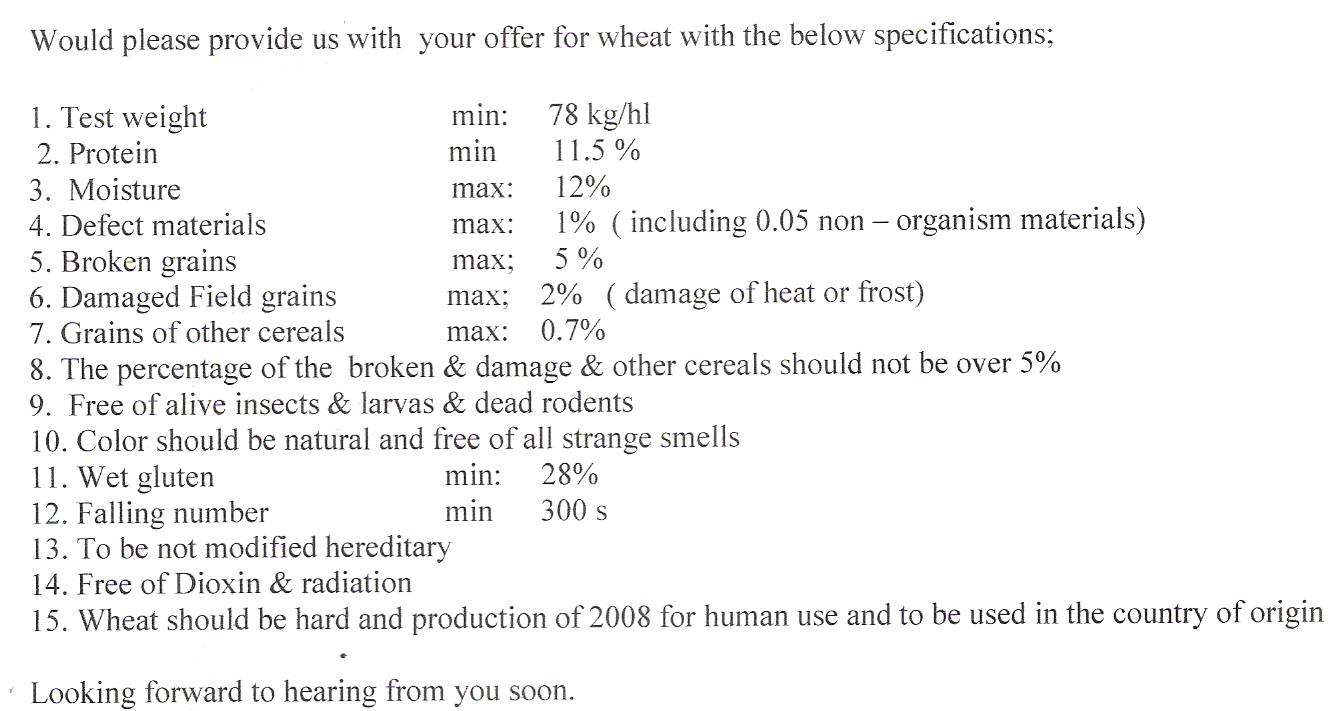 Would please provide us with your offer for wheat with the below specifications;
1. Test weight min: 78 kg/hl
2. Protein min 11.5 %
3. Moisture max: 12%
4. Defect materials max: 1% ( including 0.05 non – organism materials)
5. Broken grains max; 5 %
6. Damaged Field grains max; 2% ( damage of heat or frost)
7. Grains of other cereals max: 0.7%
8. The percentage of the broken & damage & other cereals should not be over 5%
9. Free of alive insects & larvas & dead rodents
10. Color should be natural and free of all strange smells
11. Wet gluten min: 28%
12. Falling number min 300 s
13. To be not modified hereditary
14. Free of Dioxin & radiation
15. Wheat should be hard and production of 2008 for human use and to be used in the country of origin
Looking forward to hearing from you soon.